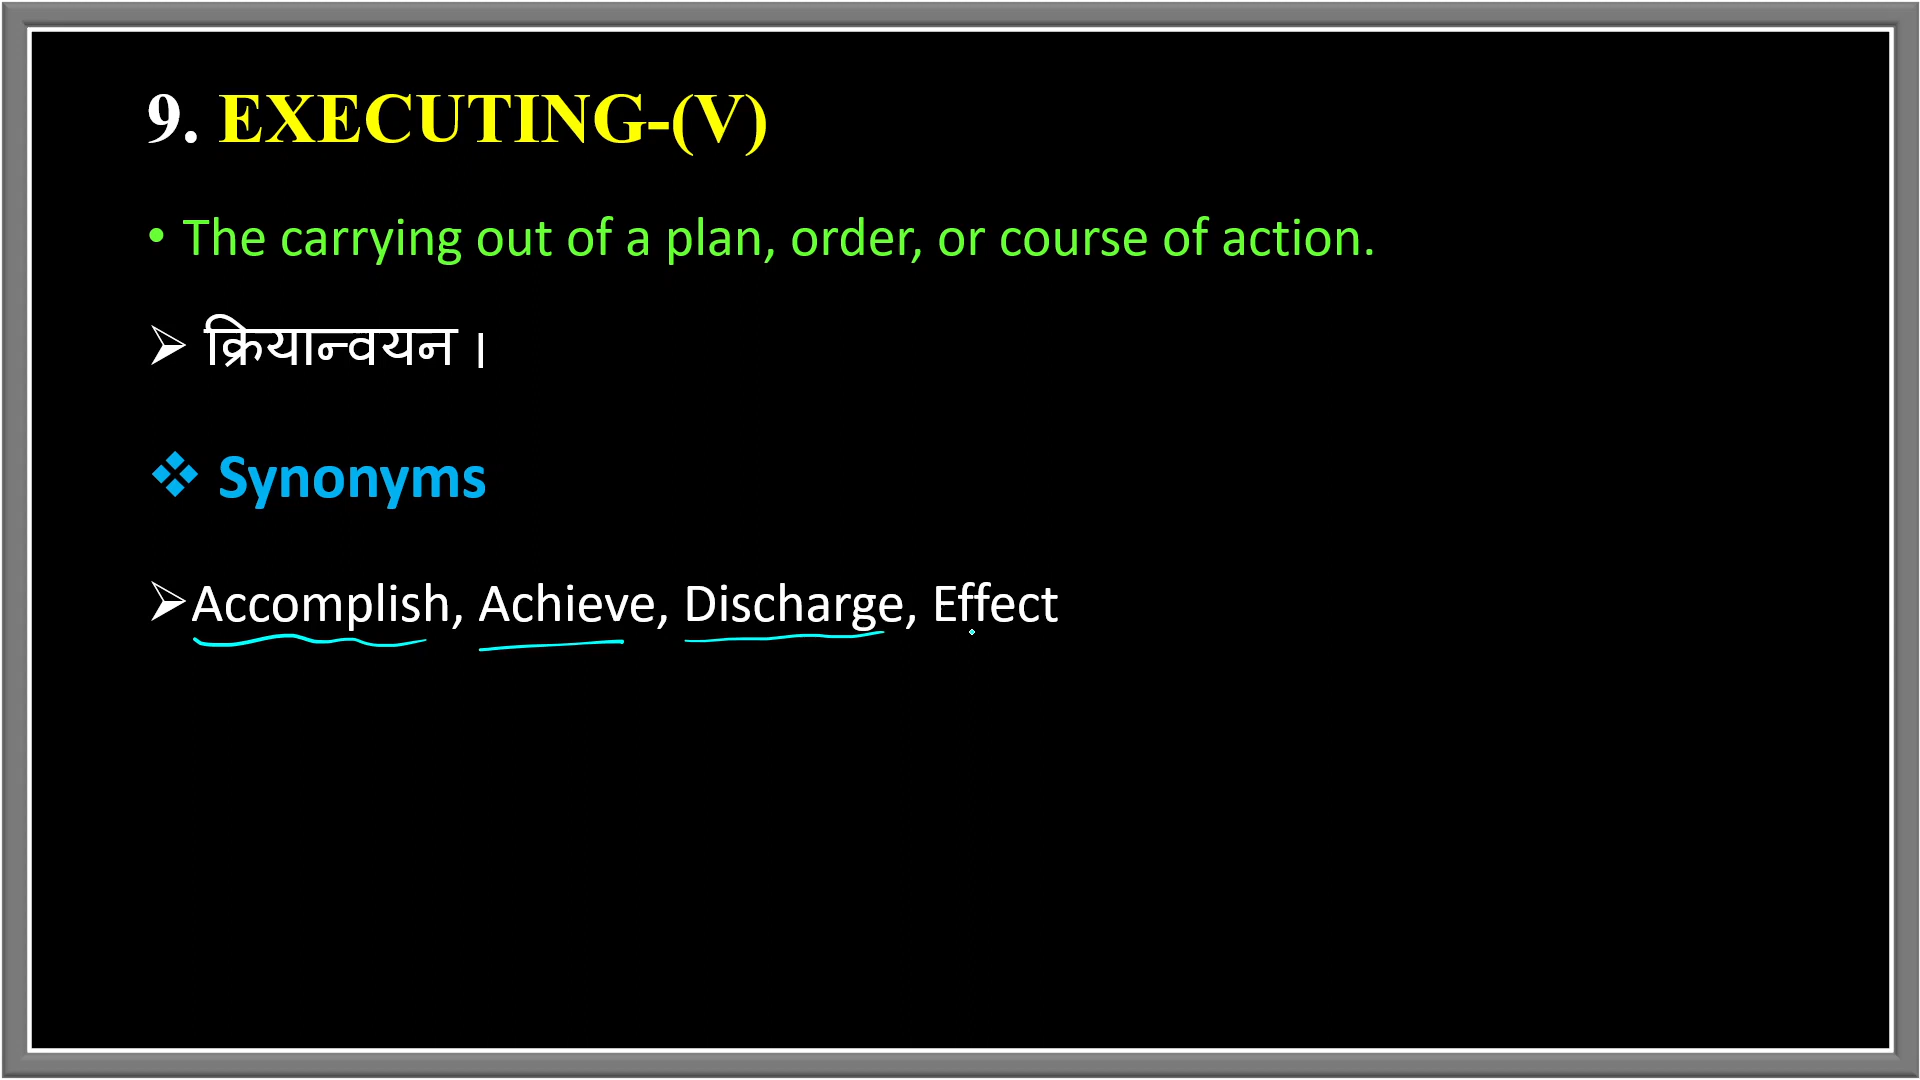 9. EXECUTING-(V)
• The carrying out of a plan, order, or course of action.
➢ क्रियान्वयन ।
❖ Synonyms
➢Accomplish, Achieve, Discharge, Effect